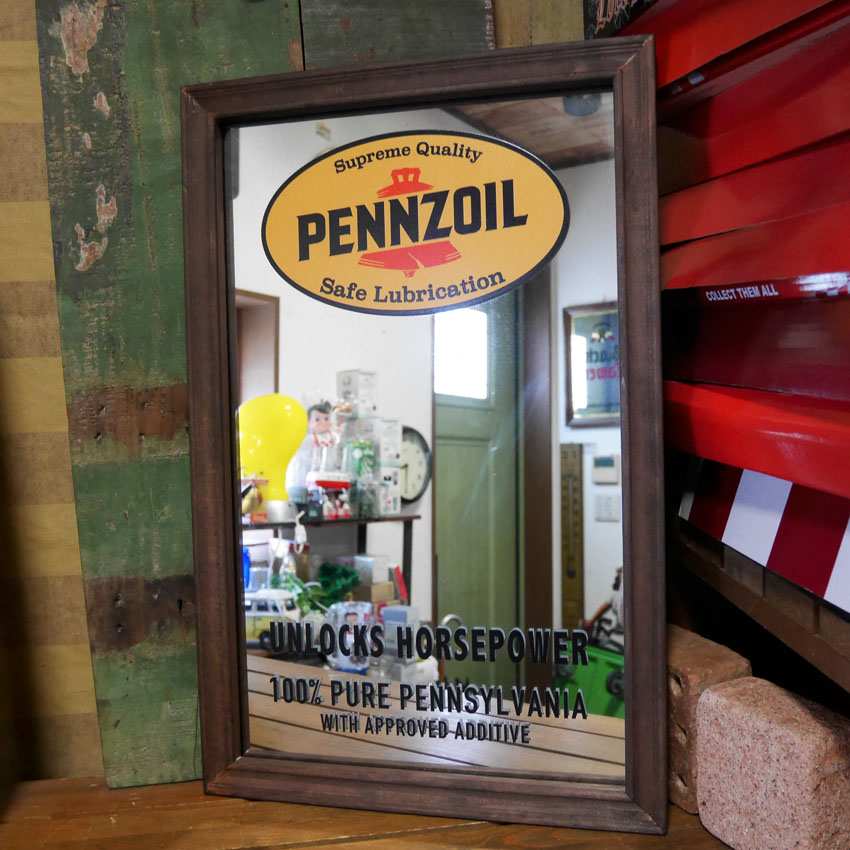 Supreme Quality
PENNZOIL
Safe Lubrication
COLLECT THEM ALL
UNLOCKS HORSEPOWER
100% PURE PENNSYLVANIA
WITH APPROVED ADDITIVE